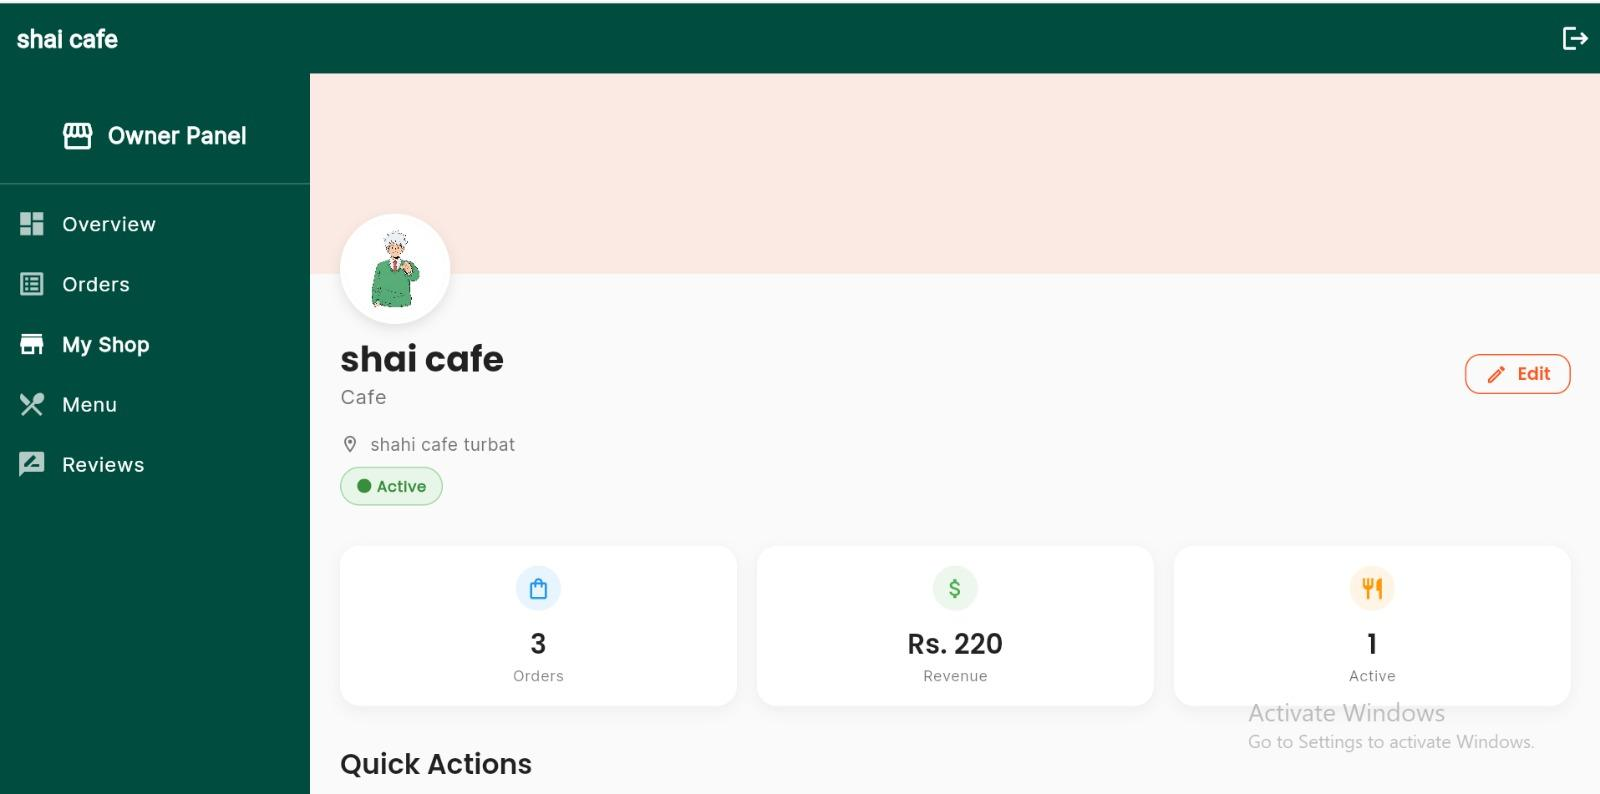 shai cafe
Owner Panel
Overview
Orders
My Shop
Menu
Reviews
shai cafe
Cafe
Edit
shahi cafe turbat
Active
3
Orders
Rs. 220
Revenue
1
Active
Activate Windows
Go to Settings to activate Windows.
Quick Actions